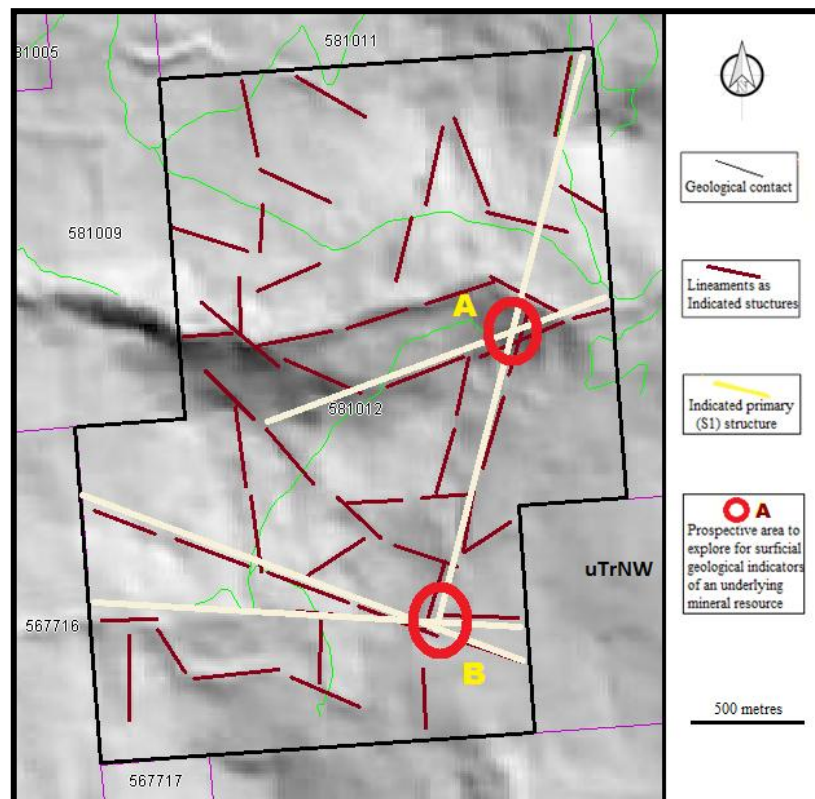 581011
81005
581009
A
581012
uTrNW
567716
B
567717
N
Geological contact
Lineaments as
Indicated stuctures
Indicated primary
(S1) structure
A
Prospective area to
explore for surficial
geological indicators
of an underlying
mineral resource
500 metres